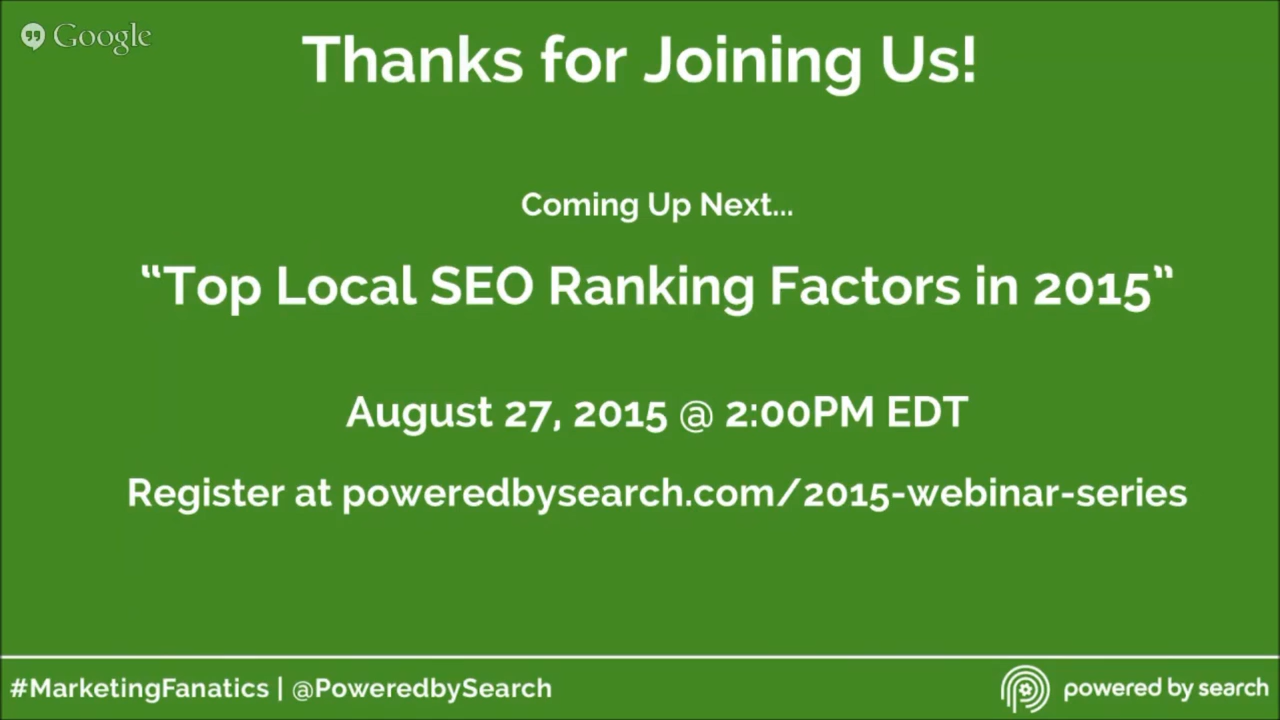 Google
Thanks for Joining Us!
Coming Up Next...
“Top Local SEO Ranking Factors in 2015”
August 27, 2015 @ 2:00PM EDT
Register at poweredbysearch.com/2015-webinar-series
#MarketingFanatics | @PoweredbySearch
powered by search